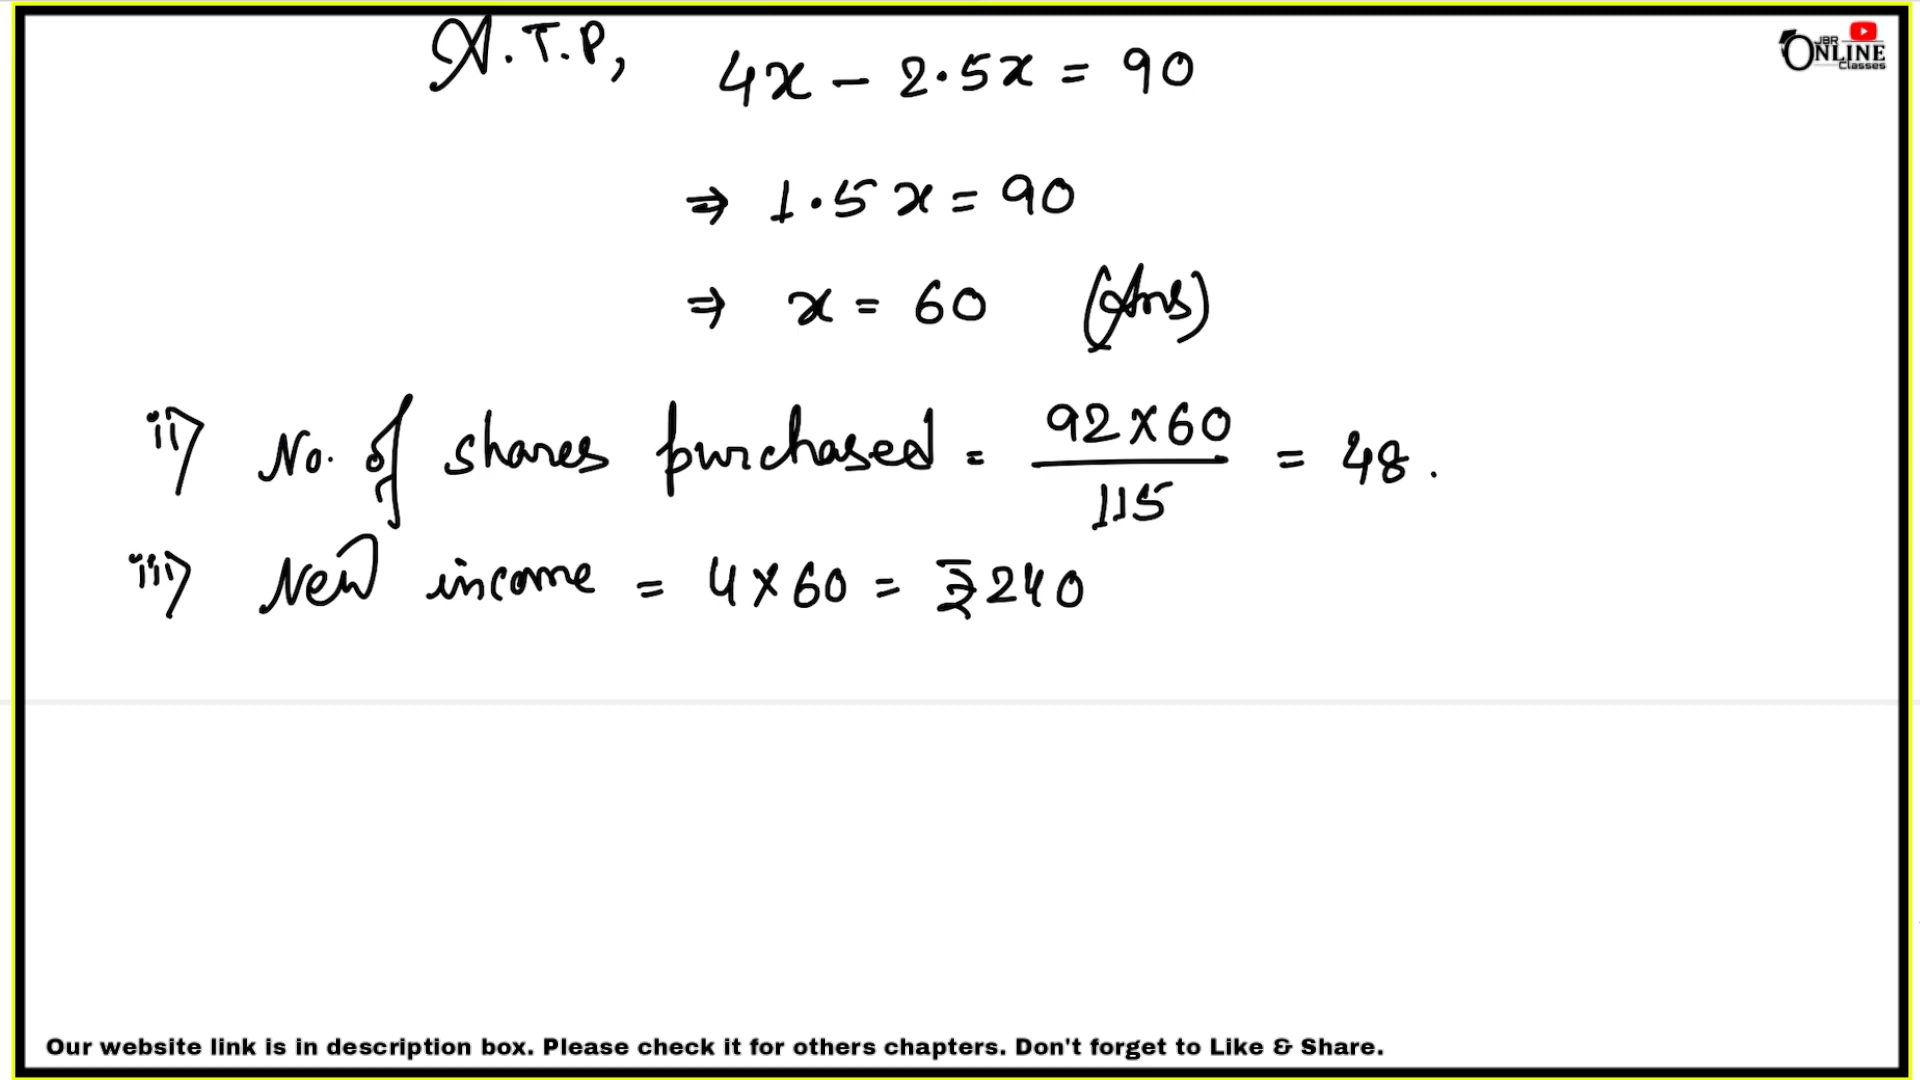 A.T.P, 4x - 2.5x = 90
JBR
ONLINE
Classes
⇒ 1.5x = 90
⇒ x = 60 (Ans)
ii) No. of shares purchased = 92×60/115 = 48.
iii) New income = 4×60 = ₹240
Our website link is in description box. Please check it for others chapters. Don't forget to Like & Share.